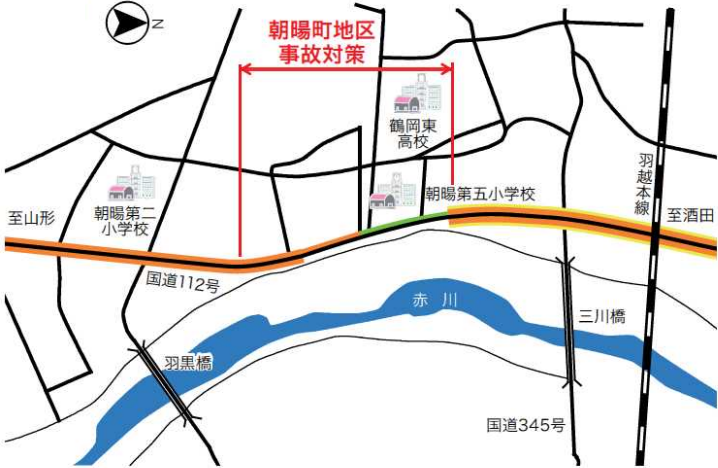 N
朝暘町地区
事故対策
鶴岡東
高校
朝暘第五小学校
羽越本線
至酒田
至山形
朝暘第二
小学校
国道112号
赤川
三川橋
羽黒橋
国道345号